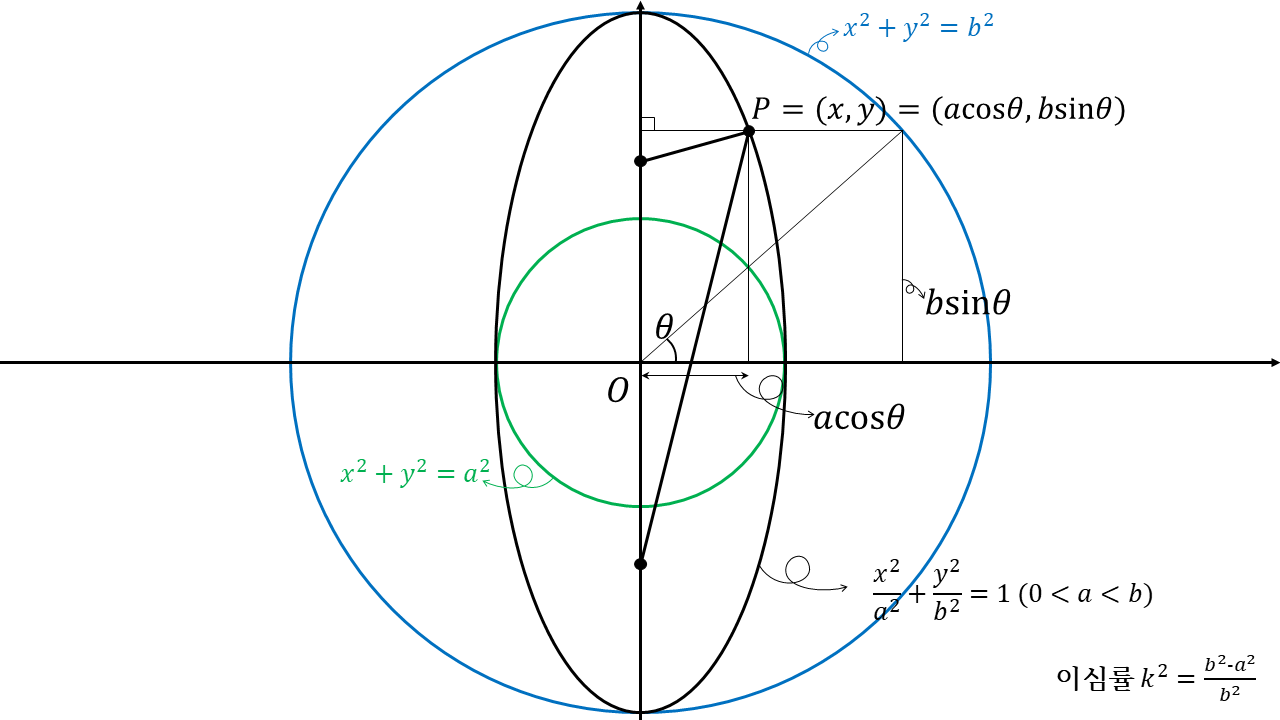 x² + y² = b²
P = (x, y) = (acosθ, bsinθ)
bsinθ
θ
O
acosθ
x² + y² = a²
x²/a² + y²/b² = 1 (0 < a < b)
이심률 k² = (b²-a²)/b²